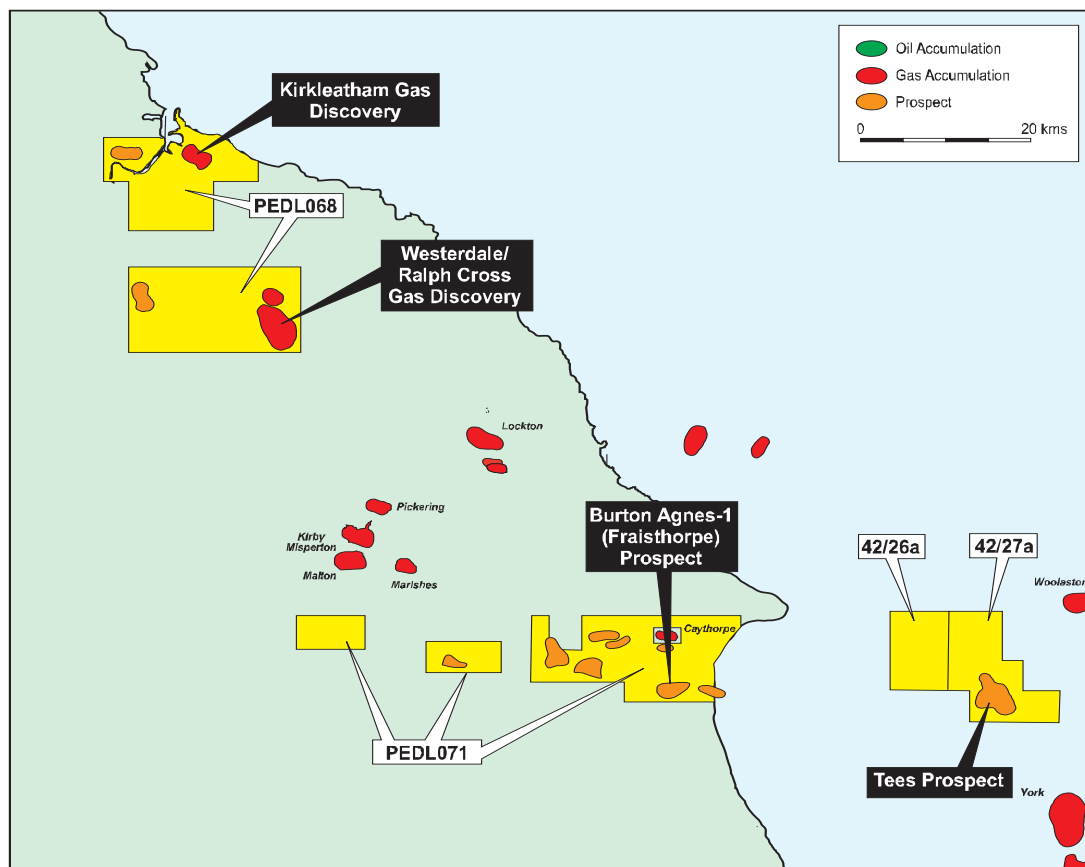 Oil Accumulation
Gas Accumulation
Prospect
0 20 kms
Kirkleatham Gas
Discovery
PEDL068
Westerdale/
Ralph Cross
Gas Discovery
Lockton
Pickering
Kirby
Misperton
Malton
Marishes
Burton Agnes-1
(Fraisthorpe)
Prospect
42/26a
42/27a
Woolaston
Caythorpe
PEDL071
Tees Prospect
York